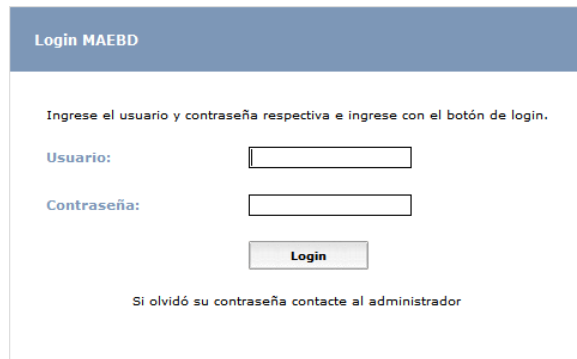 Login MAEBD
Ingrese el usuario y contraseña respectiva e ingrese con el botón de login.
Usuario:
Contraseña:
Login
Si olvidó su contraseña contacte al administrador